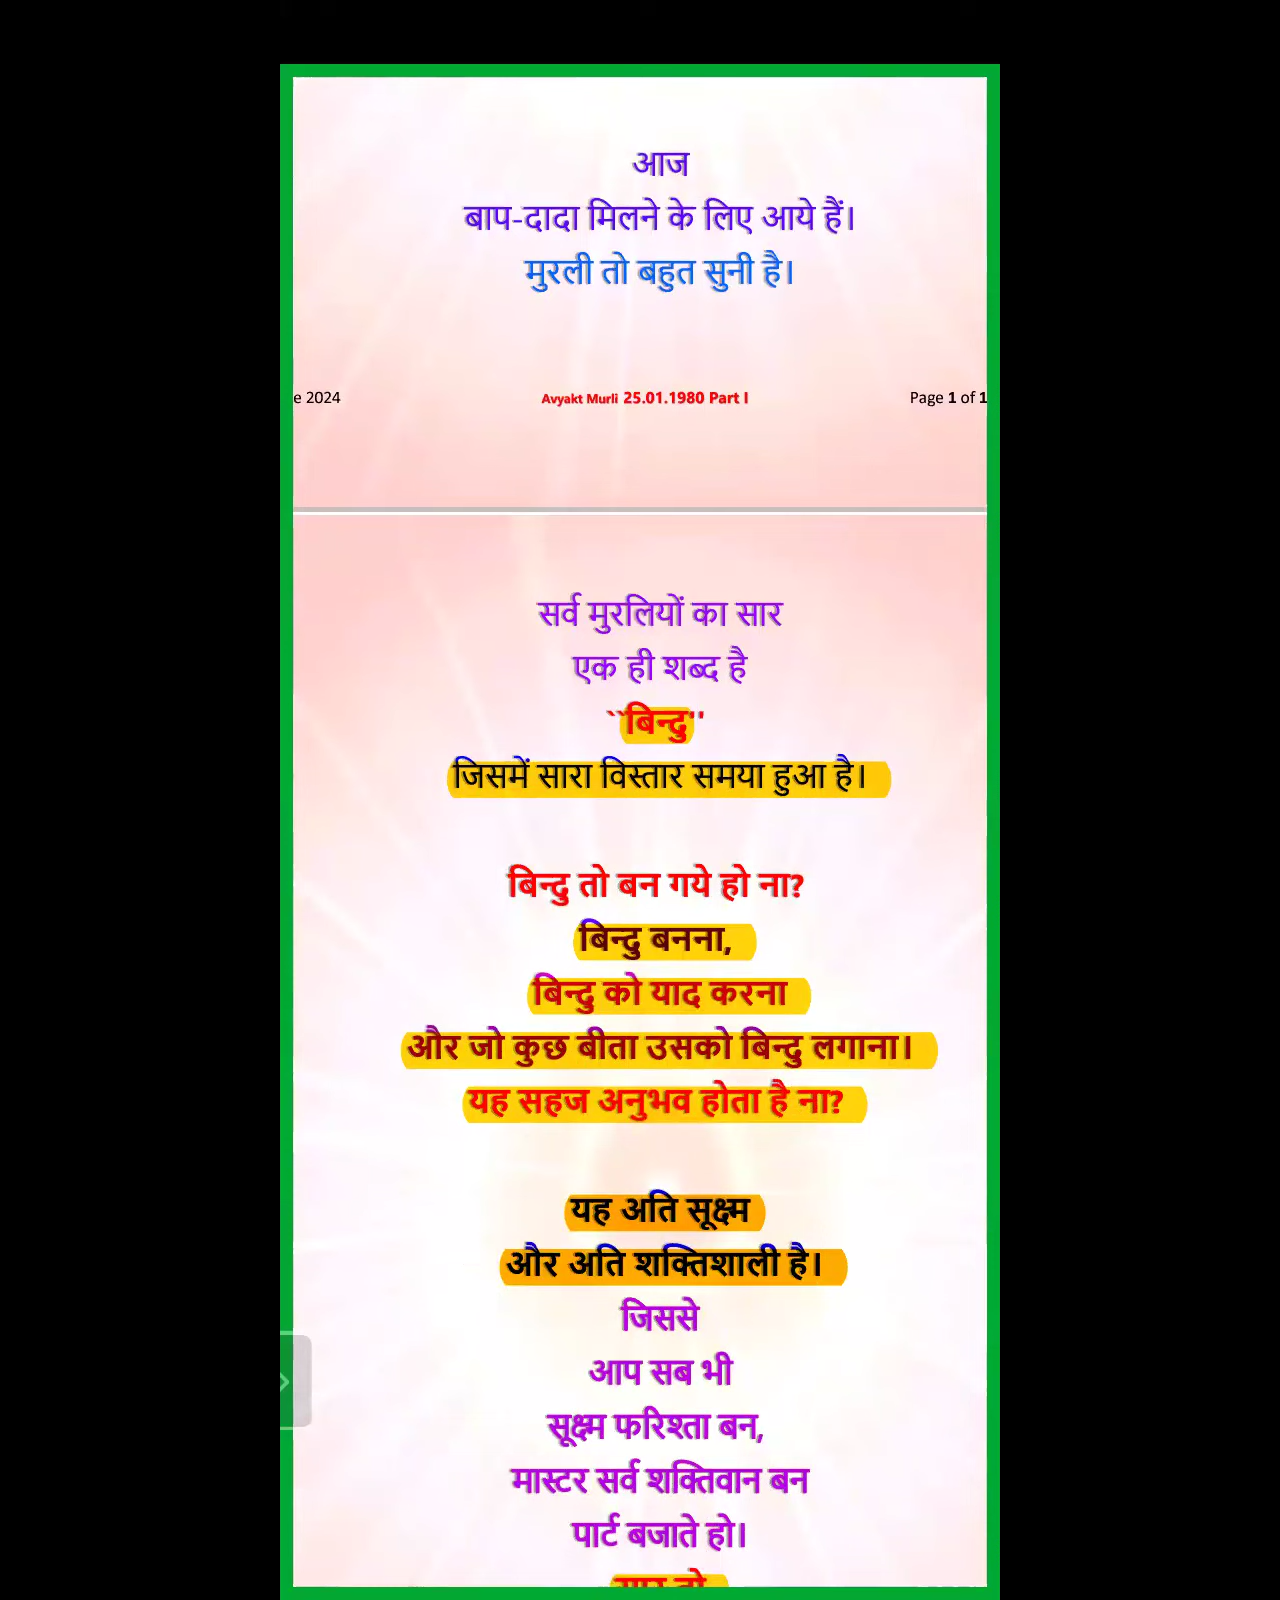 आज
बाप-दादा मिलने के लिए आये हैं।
मुरली तो बहुत सुनी है।
e 2024 Avyakt Murli 25.01.1980 Part I Page 1 of 1
सर्व मुरलियों का सार
एक ही शब्द है
``बिन्दु''
जिसमें सारा विस्तार समया हुआ है।
बिन्दु तो बन गये हो ना?
बिन्दु बनना,
बिन्दु को याद करना
और जो कुछ बीता उसको बिन्दु लगाना।
यह सहज अनुभव होता है ना?
यह अति सूक्ष्म
और अति शक्तिशाली है।
जिससे
आप सब भी
सूक्ष्म फरिश्ता बन,
मास्टर सर्व शक्तिवान बन
पार्ट बजाते हो।